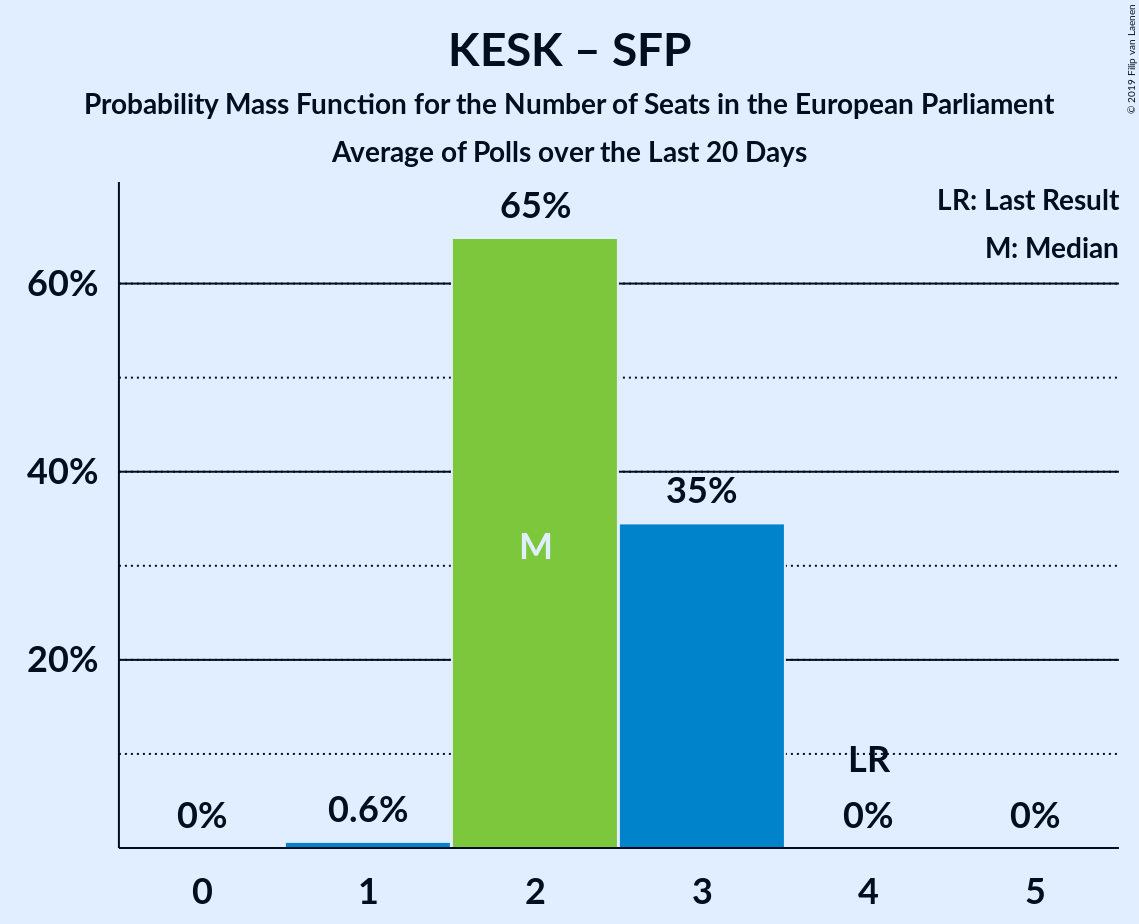 KESK – SFP
Probability Mass Function for the Number of Seats in the European Parliament
Average of Polls over the Last 20 Days
© 2019 Filip van Laenen
LR: Last Result
M: Median
65%
60%
40%
35%
M
20%
LR
0%
0.6%
0%
0%
0
1
2
3
4
5